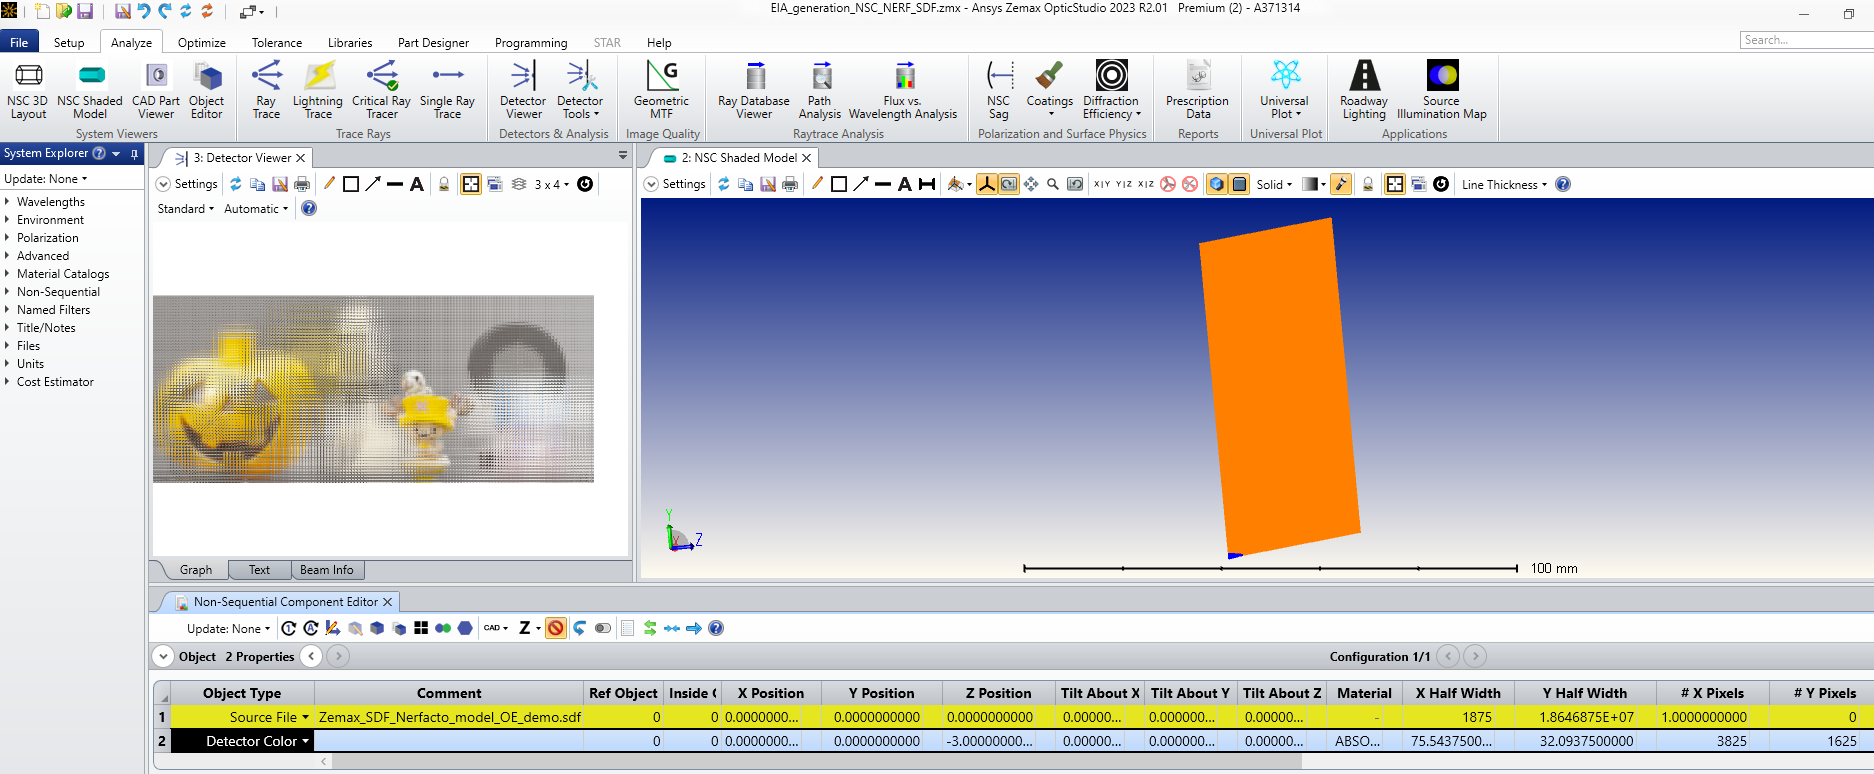 EIA_generation_NSC_NERF_SDF.zmx - Ansys Zemax OpticStudio 2023 R2.01 Premium (2) - A371314
File Setup Analyze Optimize Tolerance Libraries Part Designer Programming STAR Help Search...
NSC 3D Layout NSC Shaded Model CAD Part Viewer Object Editor Ray Trace Lightning Trace Critical Ray Tracer Single Ray Trace Detector Viewer Detector Tools Geometric MTF Ray Database Viewer Path Analysis Flux vs. Wavelength Analysis NSC Sag Coatings Diffraction Efficiency Prescription Data Universal Plot Roadway Lighting Source Illumination Map
System Viewers Trace Rays Detectors & Analysis Image Quality Raytrace Analysis Polarization and Surface Physics Reports Universal Plot Applications
System Explorer
Update: None
Wavelengths
Environment
Polarization
Advanced
Material Catalogs
Non-Sequential
Named Filters
Title/Notes
Files
Units
Cost Estimator
3: Detector Viewer
Settings 3 x 4
Standard Automatic
Graph Text Beam Info
2: NSC Shaded Model
Settings X|Y Y|Z X|Z Solid Line Thickness
Y
X
Z
100 mm
Non-Sequential Component Editor
Update: None CAD Z
Object 2 Properties Configuration 1/1
Object Type Comment Ref Object Inside X Position Y Position Z Position Tilt About X Tilt About Y Tilt About Z Material X Half Width Y Half Width # X Pixels # Y Pixels
1 Source File Zemax_SDF_Nerfacto_model_OE_demo.sdf 0 0 0.0000000... 0.0000000000 0.0000000000 0.00000... 0.000000... 0.00000... - 1875 1.8646875E+07 1.0000000000 0
2 Detector Color 0 0 0.0000000... 0.0000000000 -3.00000000... 0.00000... 0.000000... 0.00000... ABSO... 75.5437500... 32.0937500000 3825 1625